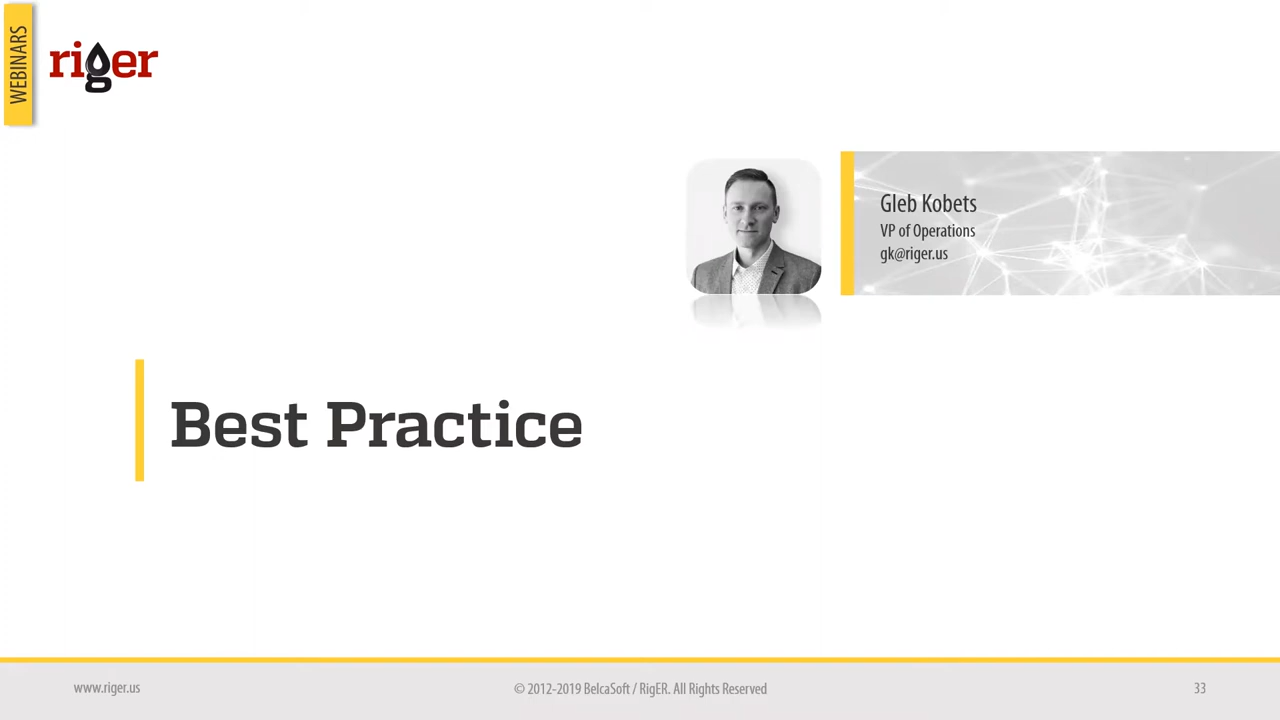 WEBINARS
riger
Gleb Kobets
VP of Operations
gk@riger.us
Best Practice
www.riger.us
© 2012-2019 BelcaSoft / RigER. All Rights Reserved
33